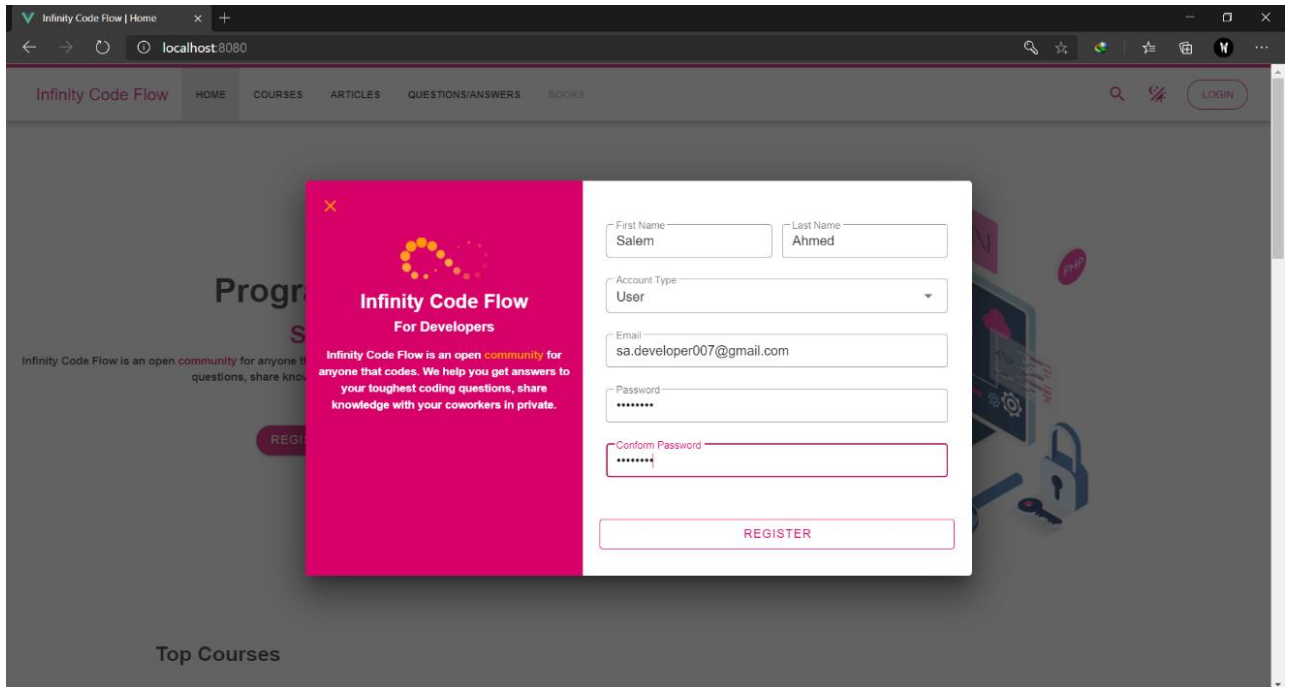 Infinity Code Flow | Home
localhost:8080
Infinity Code Flow HOME COURSES ARTICLES QUESTIONS/ANSWERS BOOKS LOGIN
First Name Last Name
Salem Ahmed
Account Type
User
Email
sa.developer007@gmail.com
Password
••••••••
Conform Password
••••••••
REGISTER
Infinity Code Flow
For Developers
Infinity Code Flow is an open community for
anyone that codes. We help you get answers to
your toughest coding questions, share
knowledge with your coworkers in private.
Progr
S
Infinity Code Flow is an open community for anyone
questions, share
REGI
PHP
Top Courses